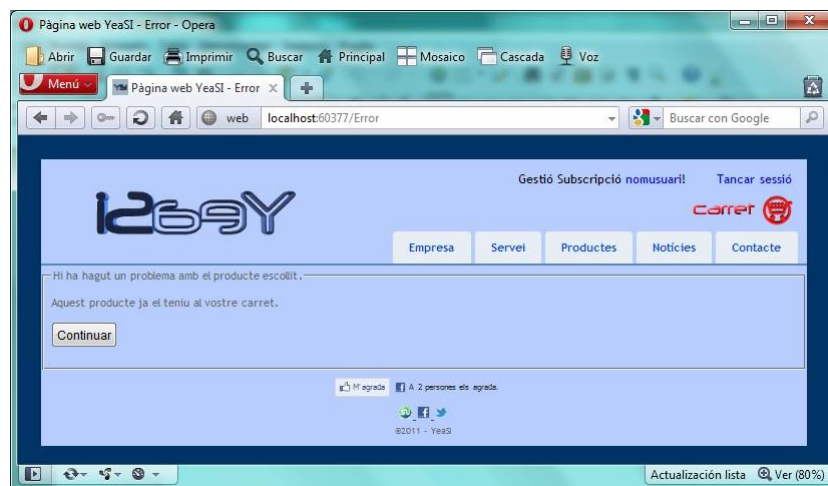 Pàgina web YeaSI - Error - Opera
Abrir Guardar Imprimir Buscar Principal Mosaico Cascada Voz
Menú Pàgina web YeaSI - Error
web localhost:60377/Error Buscar con Google
Gestió Subscripció nomusuari! Tancar sessió
carret
Empresa Servei Productes Notícies Contacte
Hi ha hagut un problema amb el producte escollit.
Aquest producte ja el teniu al vostre carret.
Continuar
M'agrada A 2 persones els agrada.
©2011 - YeaSI
Actualización lista Ver (80%)